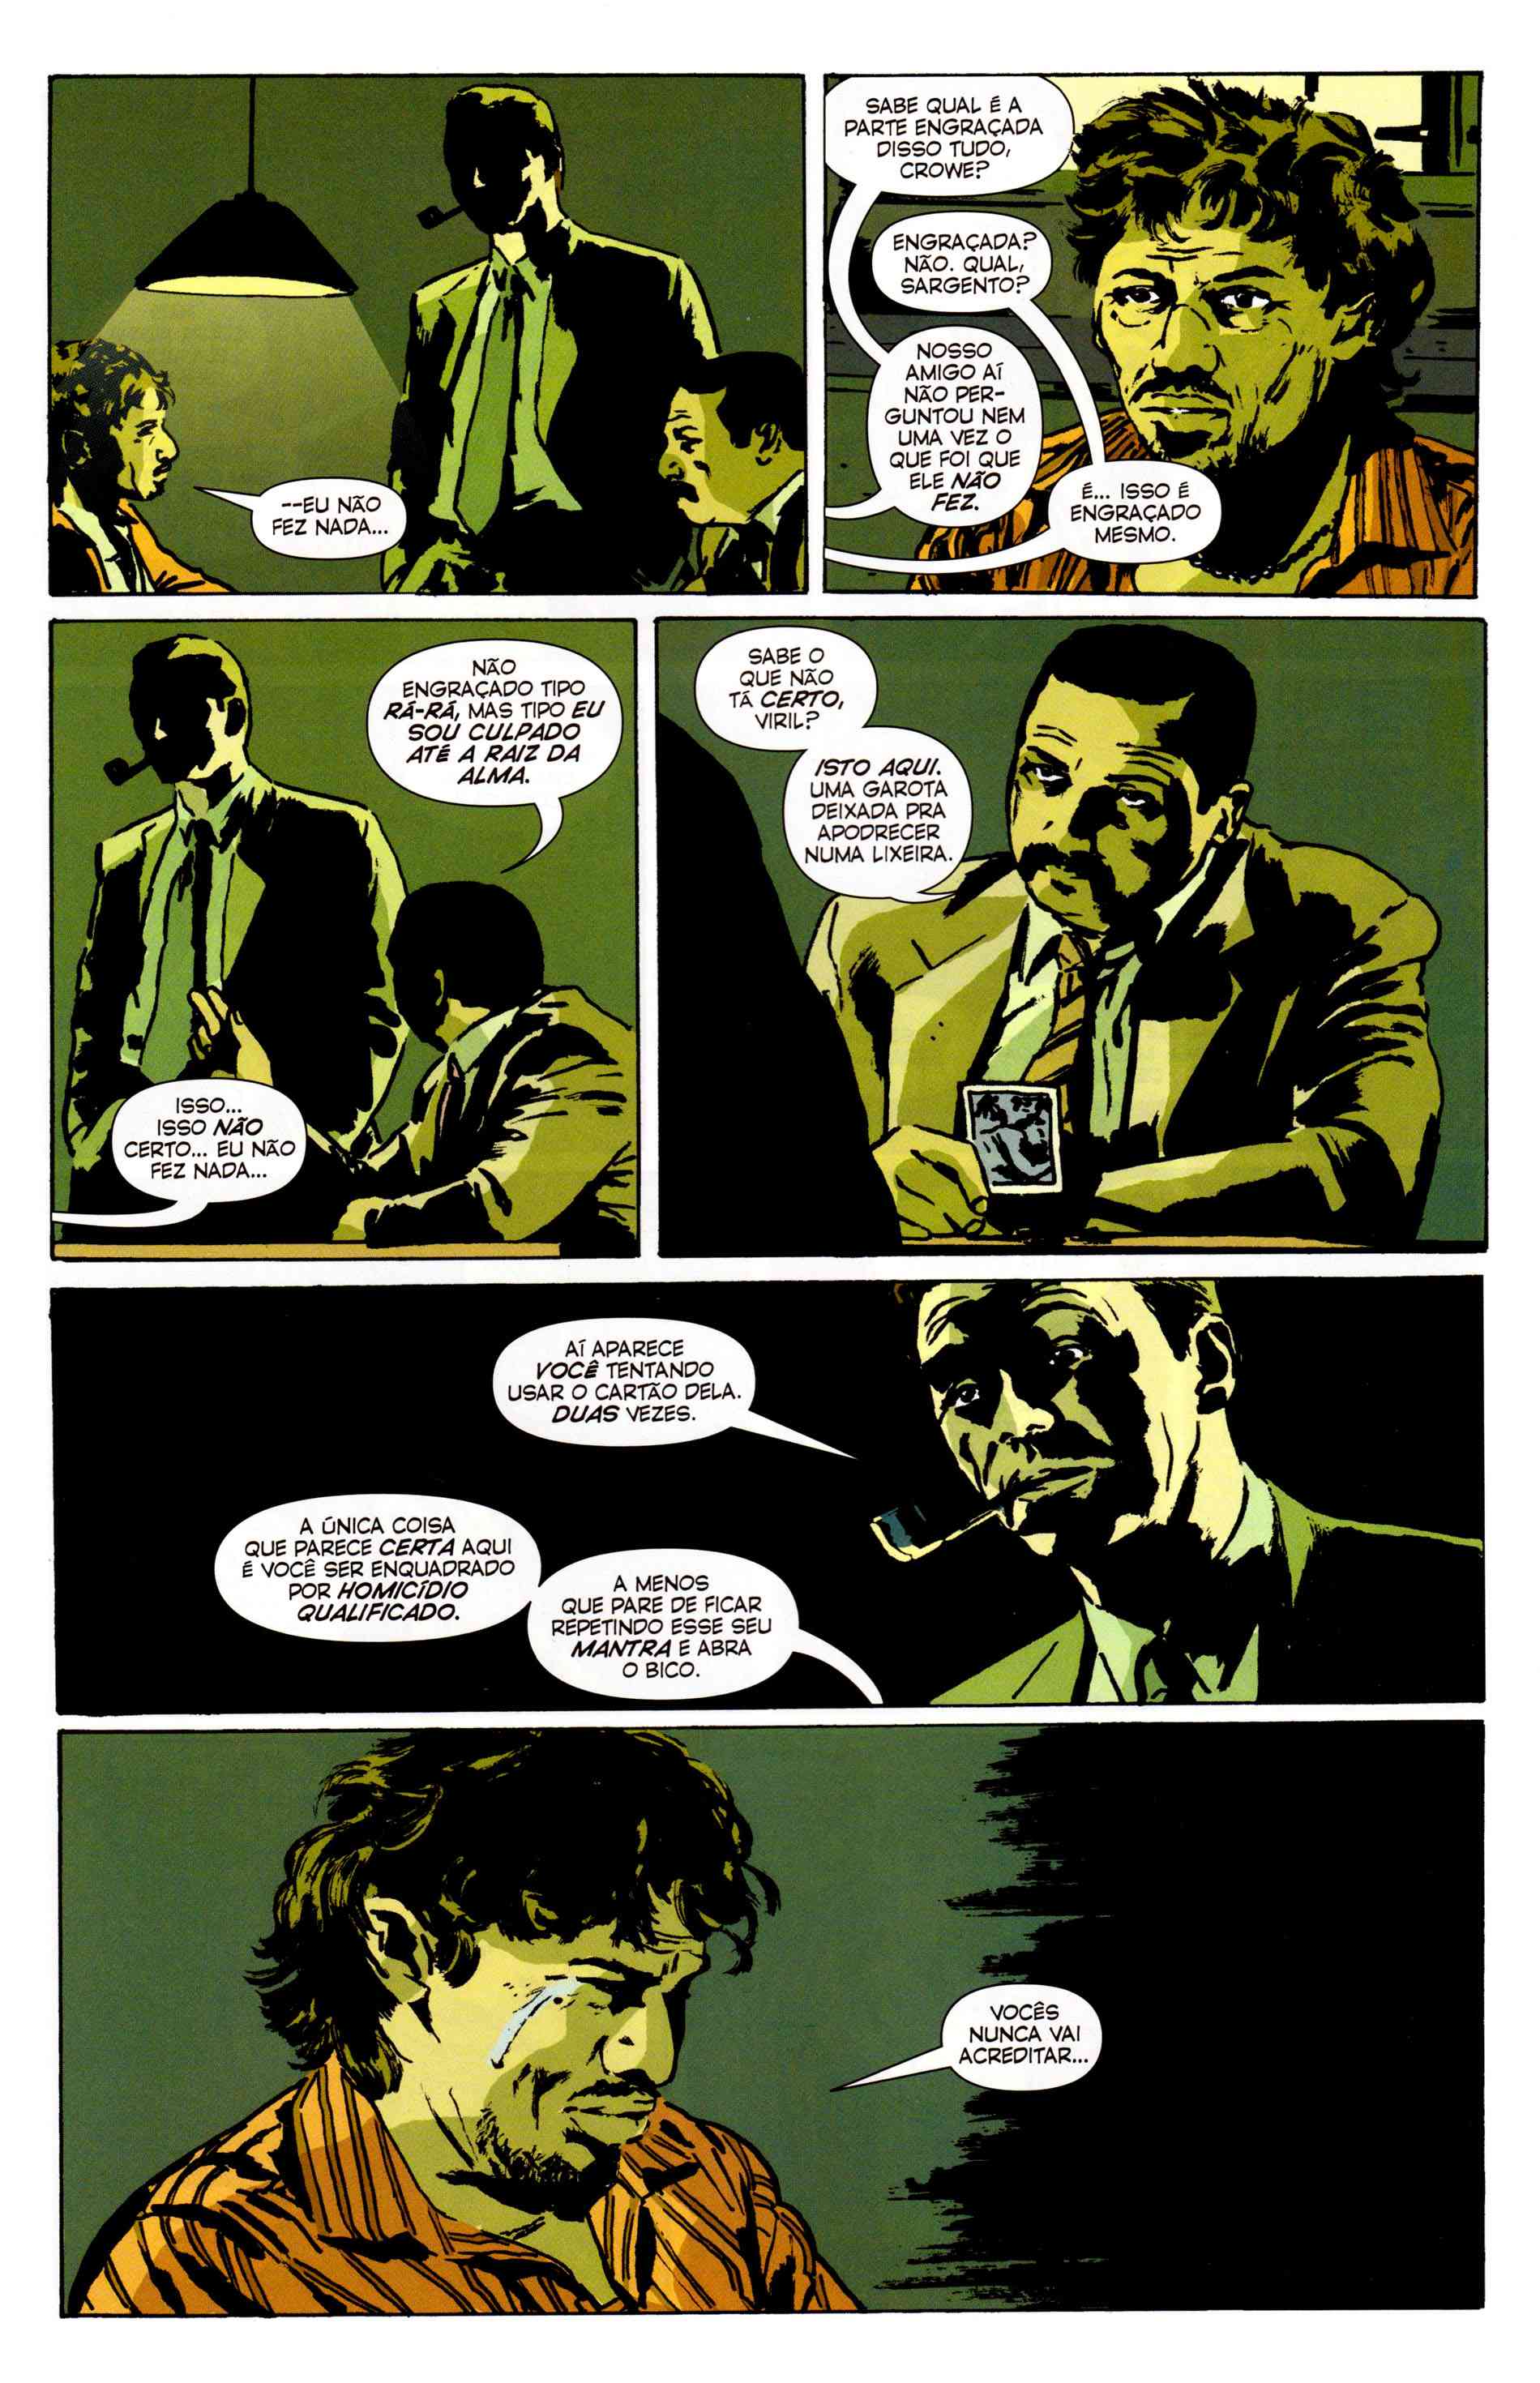 --EU NÃO
FEZ NADA...
SABE QUAL É A
PARTE ENGRAÇADA
DISSO TUDO,
CROWE?
ENGRAÇADA?
NÃO. QUAL,
SARGENTO?
NOSSO
AMIGO AÍ
NÃO PER-
GUNTOU NEM
UMA VEZ O
QUE FOI QUE
ELE NÃO
FEZ.
É... ISSO É
ENGRAÇADO
MESMO.
NÃO
ENGRAÇADO TIPO
RÁ-RÁ, MAS TIPO EU
SOU CULPADO
ATÉ A RAIZ DA
ALMA.
ISSO...
ISSO NÃO
CERTO... EU NÃO
FEZ NADA...
SABE O
QUE NÃO
TÁ CERTO,
VIRIL?
ISTO AQUI.
UMA GAROTA
DEIXADA PRA
APODRECER
NUMA LIXEIRA.
AÍ APARECE
VOCÊ TENTANDO
USAR O CARTÃO DELA.
DUAS VEZES.
A ÚNICA COISA
QUE PARECE CERTA AQUI
É VOCÊ SER ENQUADRADO
POR HOMICÍDIO
QUALIFICADO.
A MENOS
QUE PARE DE FICAR
REPETINDO ESSE SEU
MANTRA E ABRA
O BICO.
VOCÊS
NUNCA VAI
ACREDITAR...